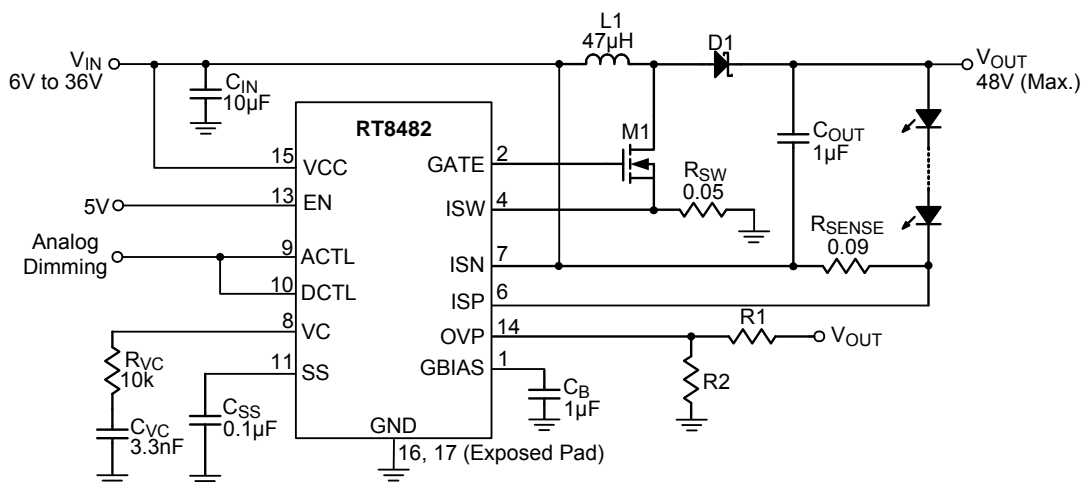 L1
47µH
D1
VIN
6V to 36V
CIN
10µF
VOUT
48V (Max.)
RT8482
M1
COUT
1µF
15
VCC
GATE
2
RSW
0.05
5V
13
EN
ISW
4
RSENSE
0.09
Analog
Dimming
9
ACTL
ISN
7
10
DCTL
ISP
6
8
VC
OVP
14
R1
VOUT
RVC
10k
11
SS
GBIAS
1
R2
CB
1µF
CVC
3.3nF
CSS
0.1µF
GND
16, 17 (Exposed Pad)